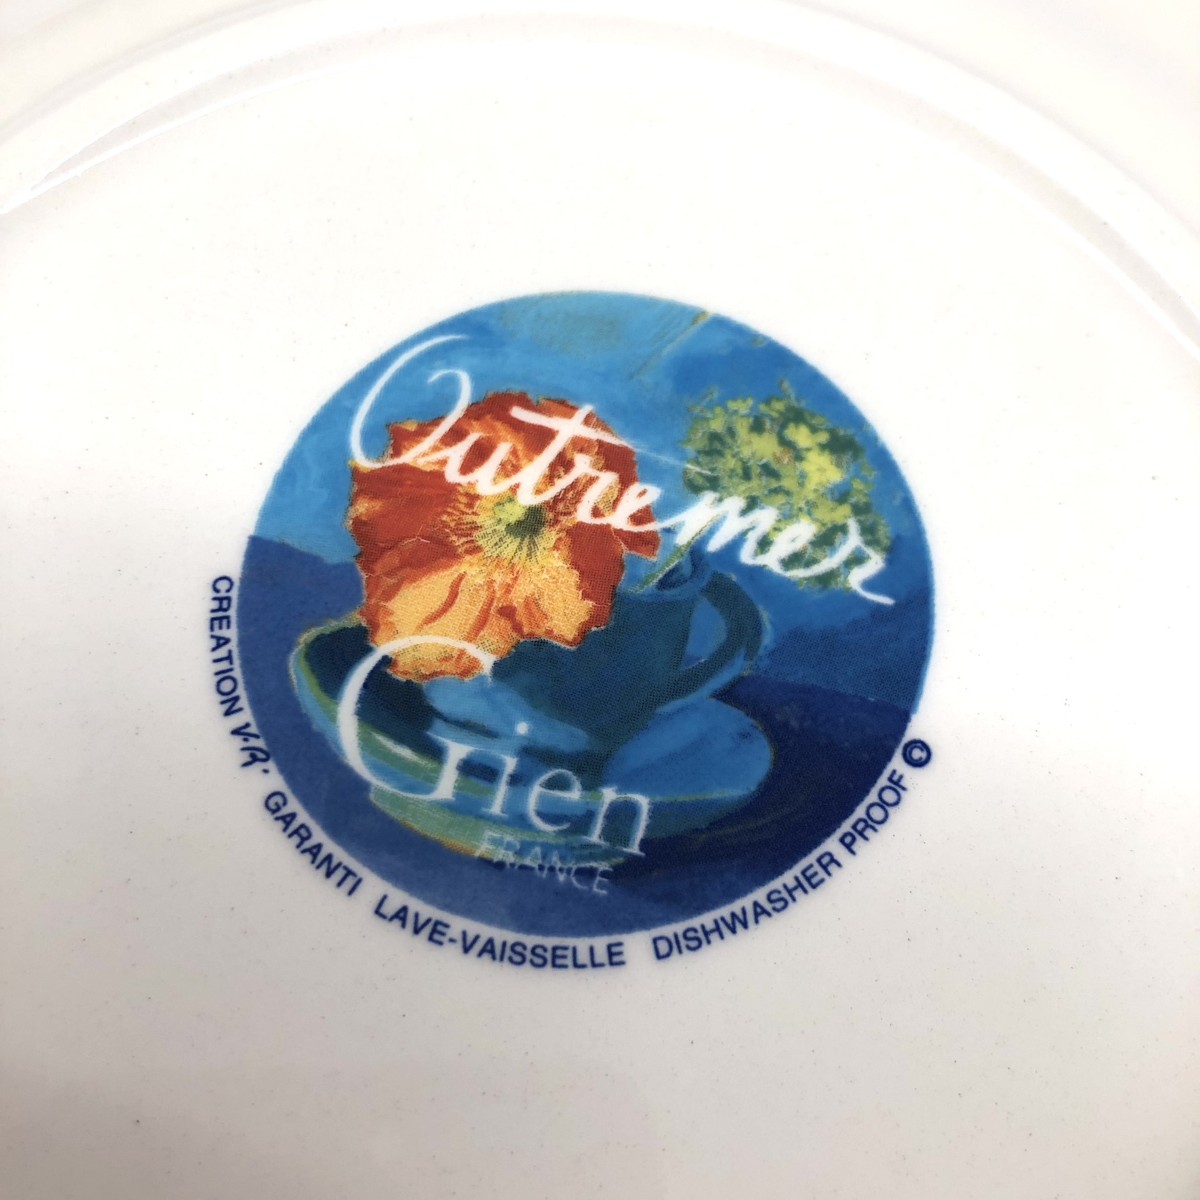 Outremer
Gien
FRANCE
CREATION V.R. GARANTI LAVE-VAISSELLE DISHWASHER PROOF ©